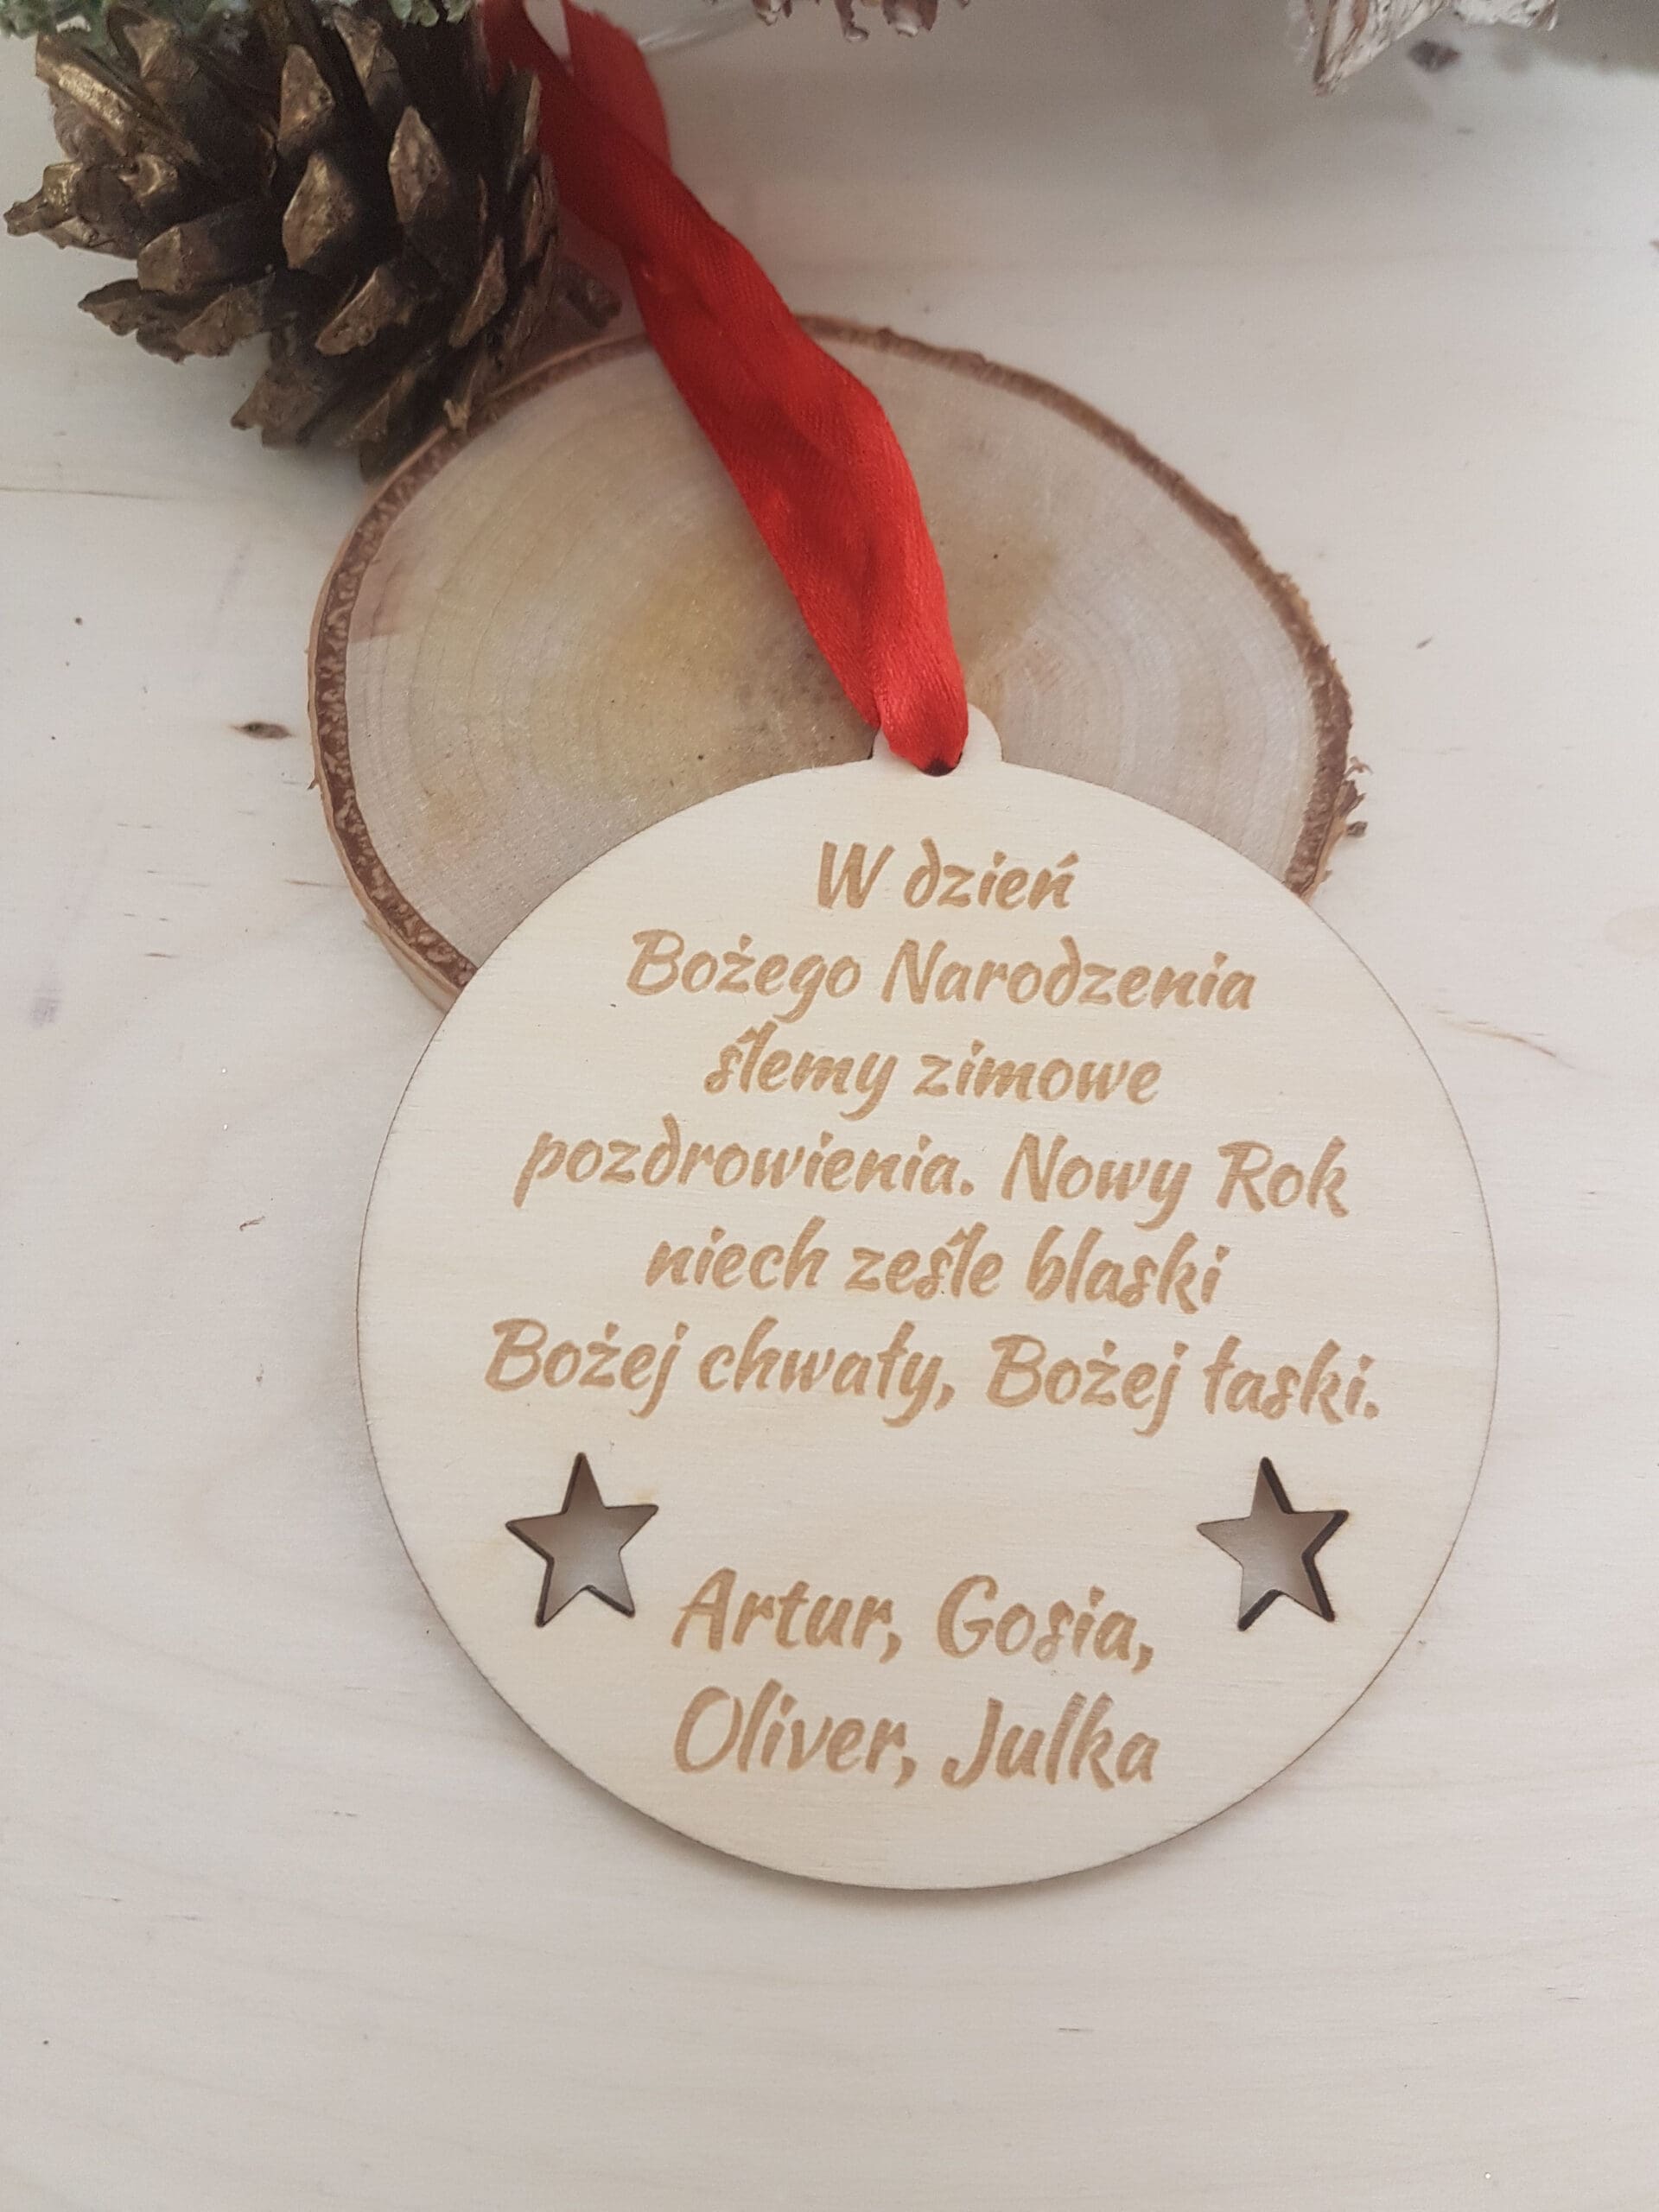 W dzień
Bożego Narodzenia
ślemy zimowe
pozdrowienia. Nowy Rok
niech ześle blaski
Bożej chwały, Bożej łaski.
Artur, Gosia,
Oliver, Julka